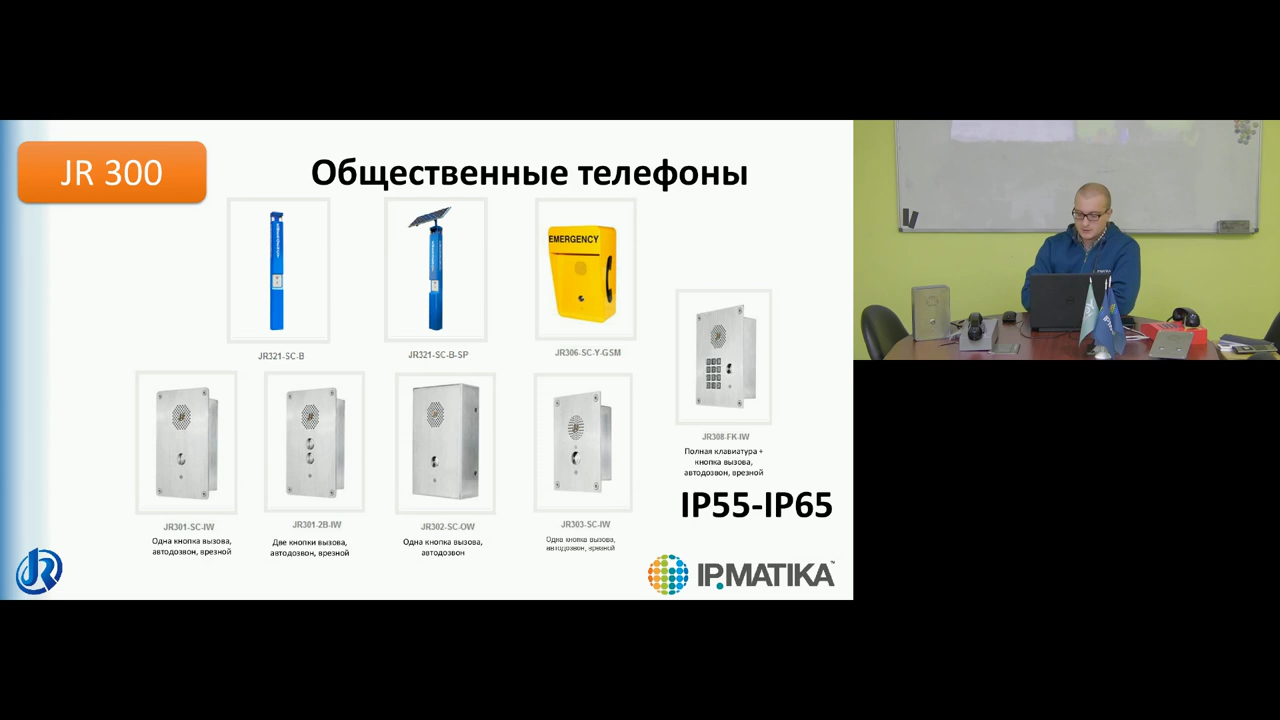 JR 300
Общественные телефоны
EMERGENCY
JR321-SC-B
JR321-SC-B-SP
JR306-SC-Y-GSM
JR308-FK-IW
Полная клавиатура +
кнопка вызова,
автодозвон, врезной
JR301-SC-IW
Одна кнопка вызова,
автодозвон, врезной
JR301-2B-IW
Две кнопки вызова,
автодозвон, врезной
JR302-SC-OW
Одна кнопка вызова,
автодозвон
JR303-SC-IW
Одна кнопка вызова,
автодозвон, врезной
IP55-IP65
JR
IPMATIKA™